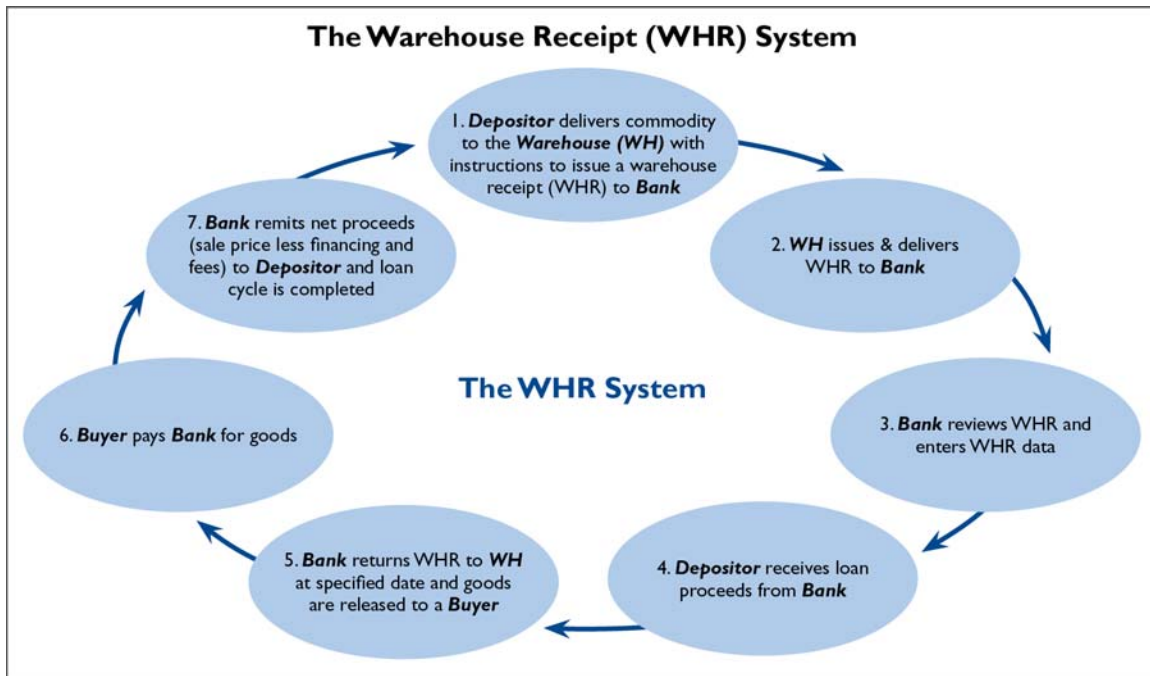 The Warehouse Receipt (WHR) System
1. Depositor delivers commodity
to the Warehouse (WH) with
instructions to issue a warehouse
receipt (WHR) to Bank
2. WH issues & delivers
WHR to Bank
3. Bank reviews WHR and
enters WHR data
4. Depositor receives loan
proceeds from Bank
5. Bank returns WHR to WH
at specified date and goods
are released to a Buyer
6. Buyer pays Bank for goods
7. Bank remits net proceeds
(sale price less financing and
fees) to Depositor and loan
cycle is completed
The WHR System